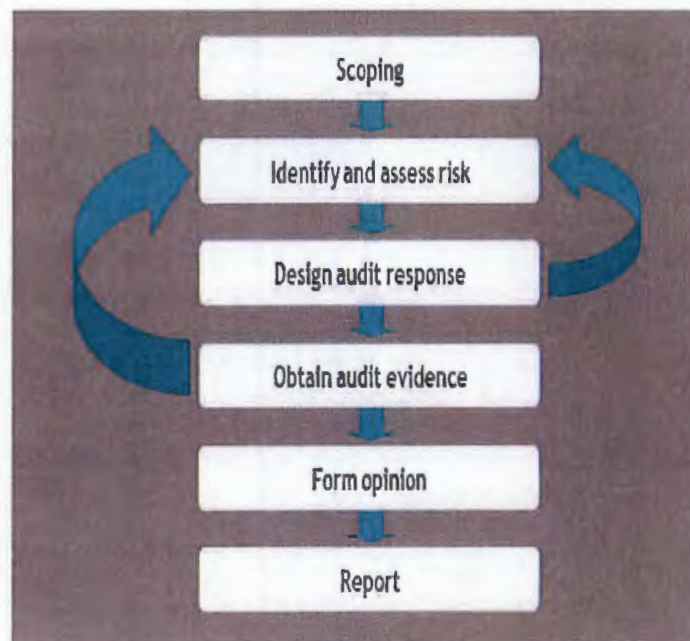 Scoping
Identify and assess risk
Design audit response
Obtain audit evidence
Form opinion
Report